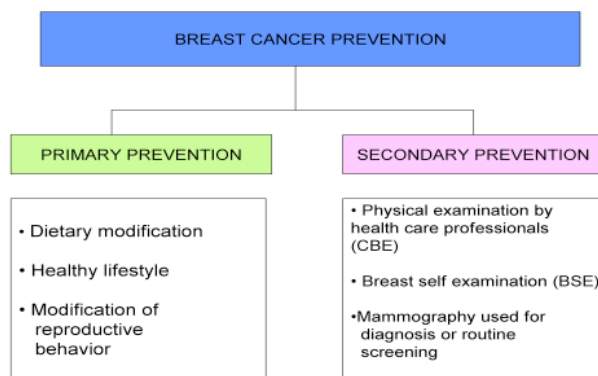 BREAST CANCER PREVENTION
PRIMARY PREVENTION
• Dietary modification
• Healthy lifestyle
• Modification of
reproductive
behavior
SECONDARY PREVENTION
• Physical examination by
health care professionals
(CBE)
• Breast self examination (BSE)
•Mammography used for
diagnosis or routine
screening